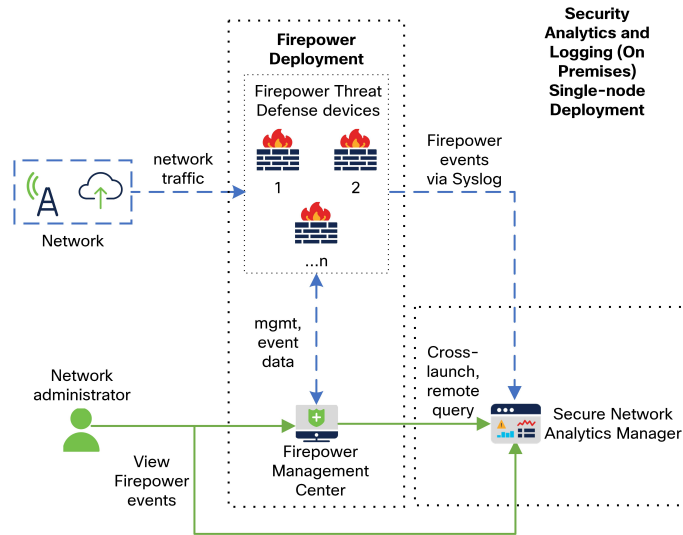 Security
Analytics and
Logging (On
Premises)
Single-node
Deployment
Firepower
Deployment
Firepower Threat
Defense devices
1
2
...n
network
traffic
Network
Firepower
events
via Syslog
mgmt,
event
data
Cross-
launch,
remote
query
Network
administrator
View
Firepower
events
Firepower
Management
Center
Secure Network
Analytics Manager